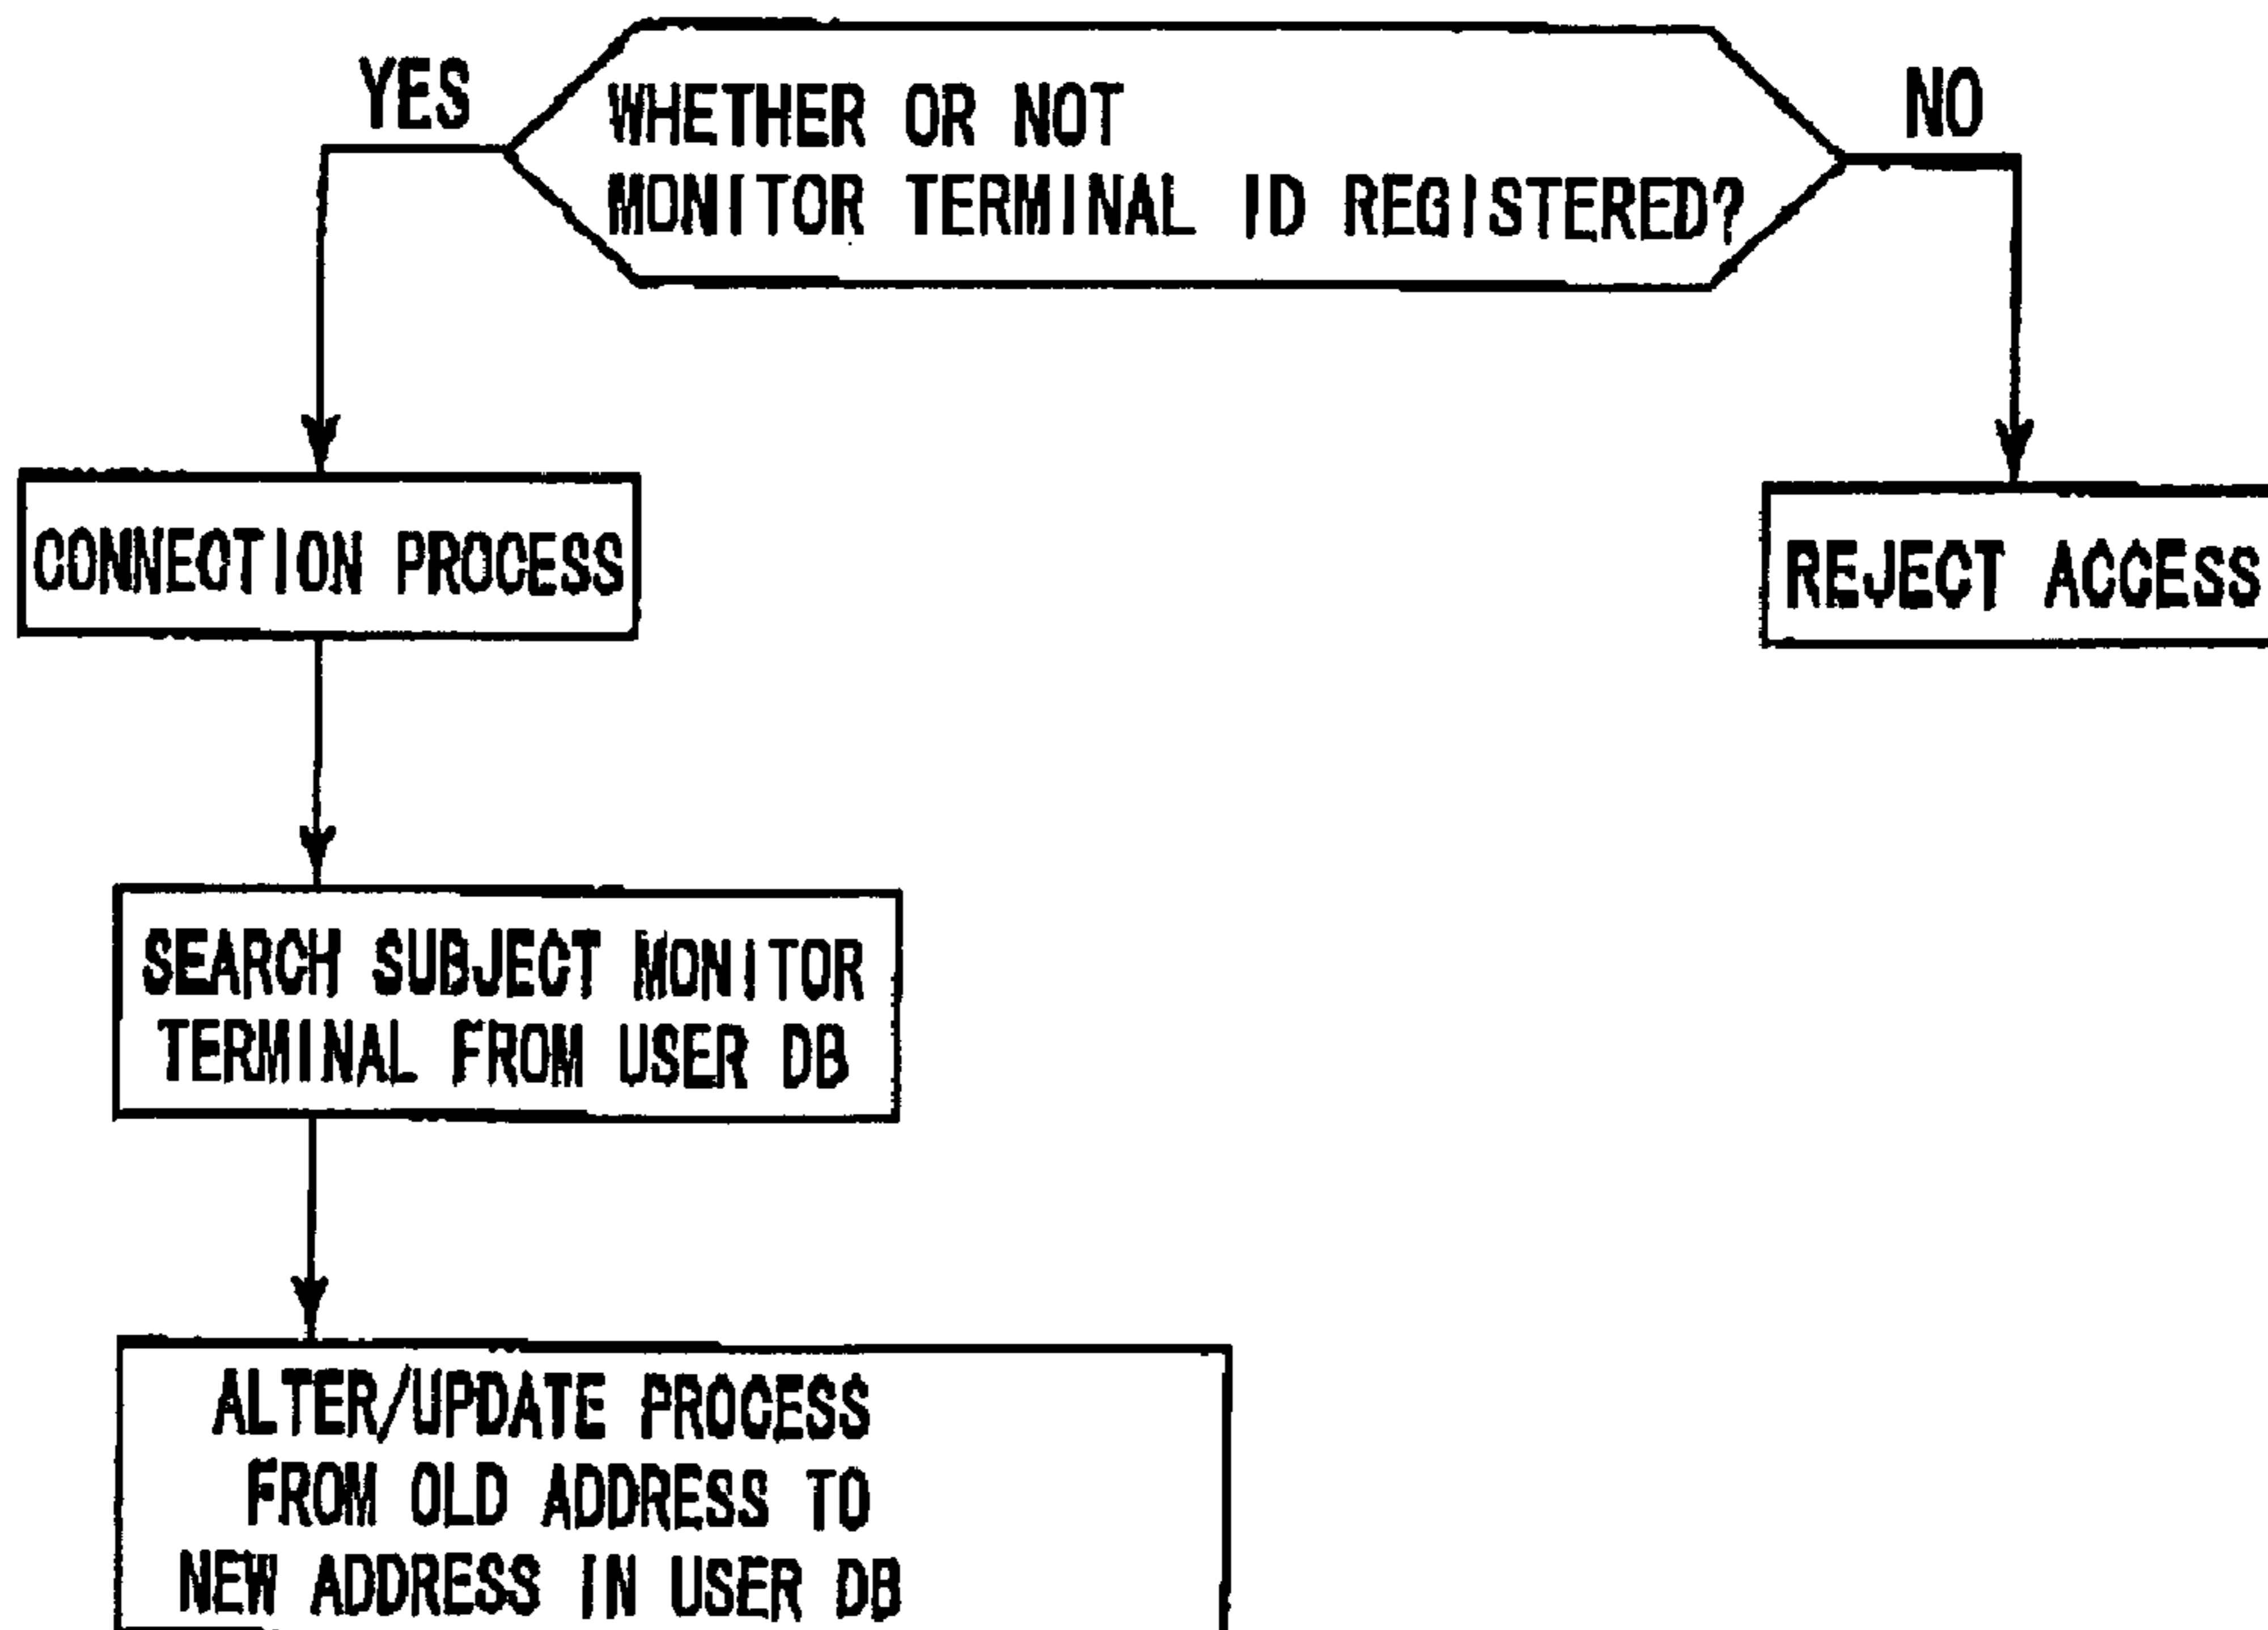 YES
WHETHER OR NOT
MONITOR TERMINAL ID REGISTERED?
NO
CONNECTION PROCESS
REJECT ACCESS
SEARCH SUBJECT MONITOR
TERMINAL FROM USER DB
ALTER/UPDATE PROCESS
FROM OLD ADDRESS TO
NEW ADDRESS IN USER DB